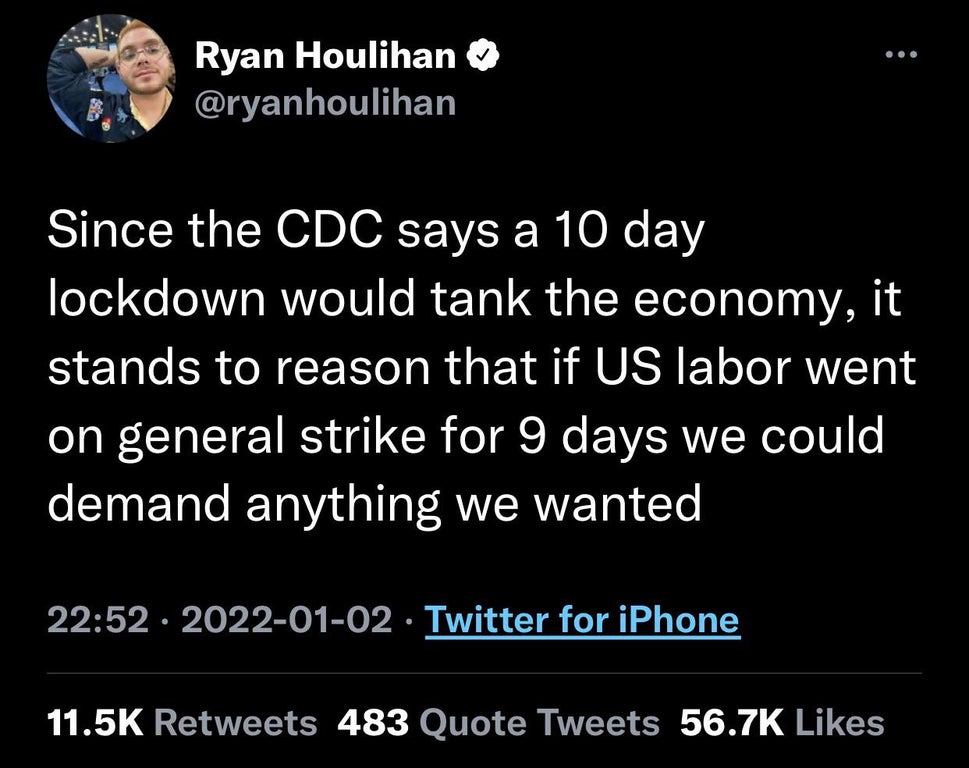 Ryan Houlihan
@ryanhoulihan
Since the CDC says a 10 day
lockdown would tank the economy, it
stands to reason that if US labor went
on general strike for 9 days we could
demand anything we wanted
22:52 · 2022-01-02 · Twitter for iPhone
11.5K Retweets 483 Quote Tweets 56.7K Likes